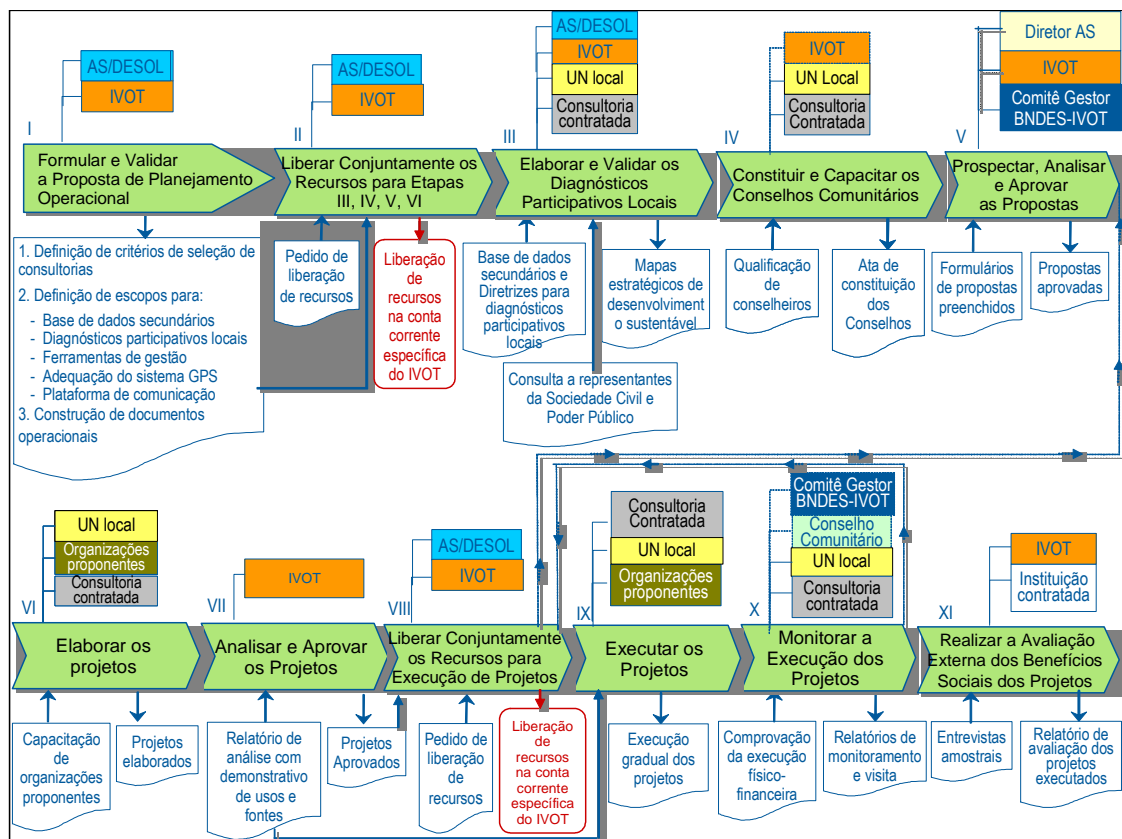 AS/DESOL
IVOT
I
Formular e Validar
a Proposta de Planejamento
Operacional
1. Definição de critérios de seleção de
consultorias
2. Definição de escopos para:
- Base de dados secundários
- Diagnósticos participativos locais
- Ferramentas de gestão
- Adequação do sistema GPS
- Plataforma de comunicação
3. Construção de documentos
operacionais
AS/DESOL
IVOT
II
Liberar Conjuntamente os
Recursos para Etapas
III, IV, V, VI
Pedido de
liberação
de recursos
Liberação
de
recursos
na conta
corrente
específica
do IVOT
AS/DESOL
IVOT
UN local
Consultoria
contratada
III
Elaborar e Validar os
Diagnósticos
Participativos Locais
Base de dados
secundários e
Diretrizes para
diagnósticos
participativos
locais
Mapas
estratégicos de
desenvolviment
o sustentável
Consulta a representantes
da Sociedade Civil e
Poder Público
IVOT
UN Local
Consultoria
Contratada
IV
Constituir e Capacitar os
Conselhos Comunitários
Qualificação
de
conselheiros
Ata de
constituição
dos
Conselhos
Diretor AS
IVOT
Comitê Gestor
BNDES-IVOT
V
Prospectar, Analisar
e Aprovar
as Propostas
Formulários
de propostas
preenchidos
Propostas
aprovadas
UN local
Organizações
proponentes
Consultoria
contratada
VI
Elaborar os
projetos
Capacitação
de
organizações
proponentes
Projetos
elaborados
IVOT
VII
Analisar e Aprovar
os Projetos
Relatório de
análise com
demonstrativo
de usos e
fontes
Projetos
Aprovados
AS/DESOL
IVOT
VIII
Liberar Conjuntamente
os Recursos para
Execução de Projetos
Pedido de
liberação
de
recursos
Liberação
de
recursos
na conta
corrente
específica
do IVOT
Consultoria
Contratada
UN local
Organizações
proponentes
IX
Executar os
Projetos
Execução
gradual dos
projetos
Comitê Gestor
BNDES-IVOT
Conselho
Comunitário
UN local
Consultoria
contratada
X
Monitorar a
Execução dos
Projetos
Comprovação
da execução
físico-
financeira
Relatórios de
monitoramento
e visita
IVOT
Instituição
contratada
XI
Realizar a Avaliação
Externa dos Benefícios
Sociais dos Projetos
Entrevistas
amostrais
Relatório de
avaliação dos
projetos
executados